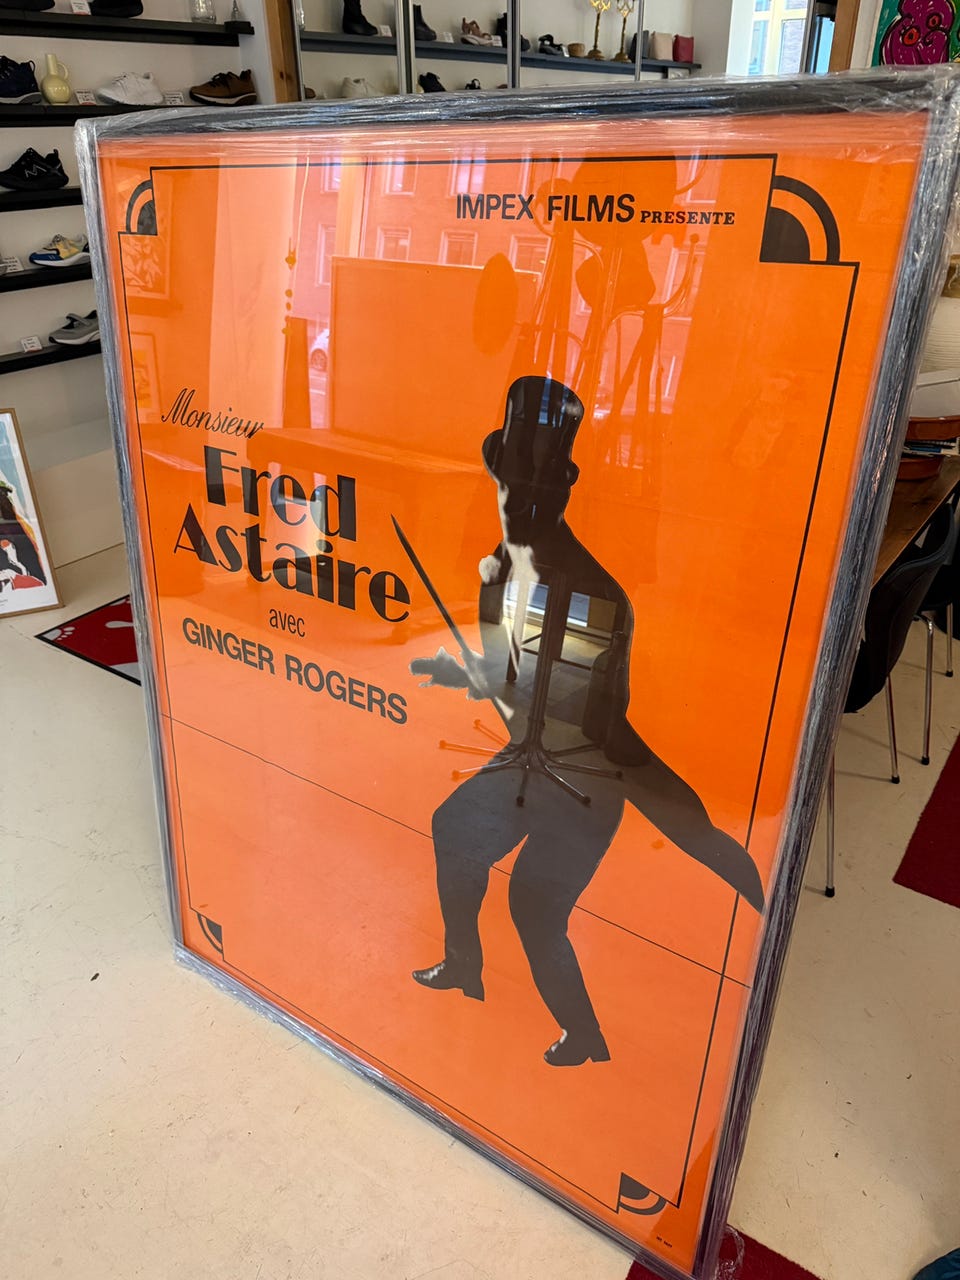 IMPEX FILMS PRESENTE
Monsieur
Fred
Astaire
avec
GINGER ROGERS